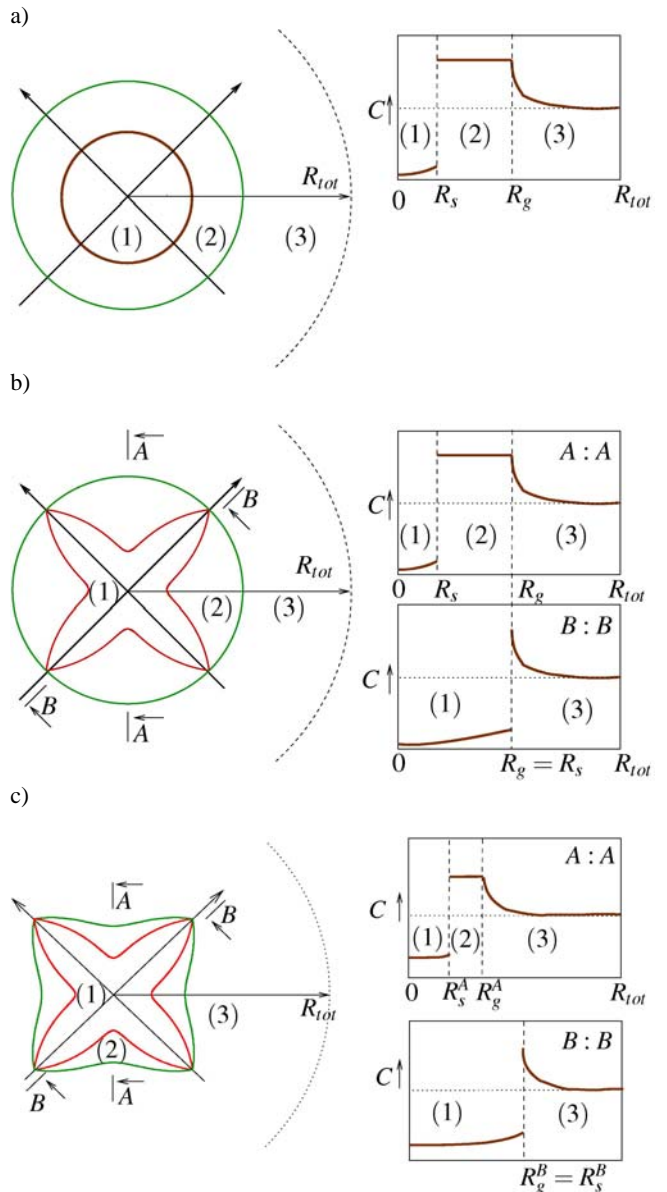 a)
R_tot
(1)
(2)
(3)
C
(1)
(2)
(3)
0 R_s R_g R_tot
b)
A
B
R_tot
(1)
(2)
(3)
B
A
A : A
C
(1)
(2)
(3)
0 R_s R_g R_tot
B : B
C
(1)
(3)
0 R_g = R_s R_tot
c)
A
B
(1)
(3)
R_tot
(2)
B
A
A : A
C
(1)
(2)
(3)
0 R_s^A R_g^A R_tot
B : B
C
(1)
(3)
R_g^B = R_s^B